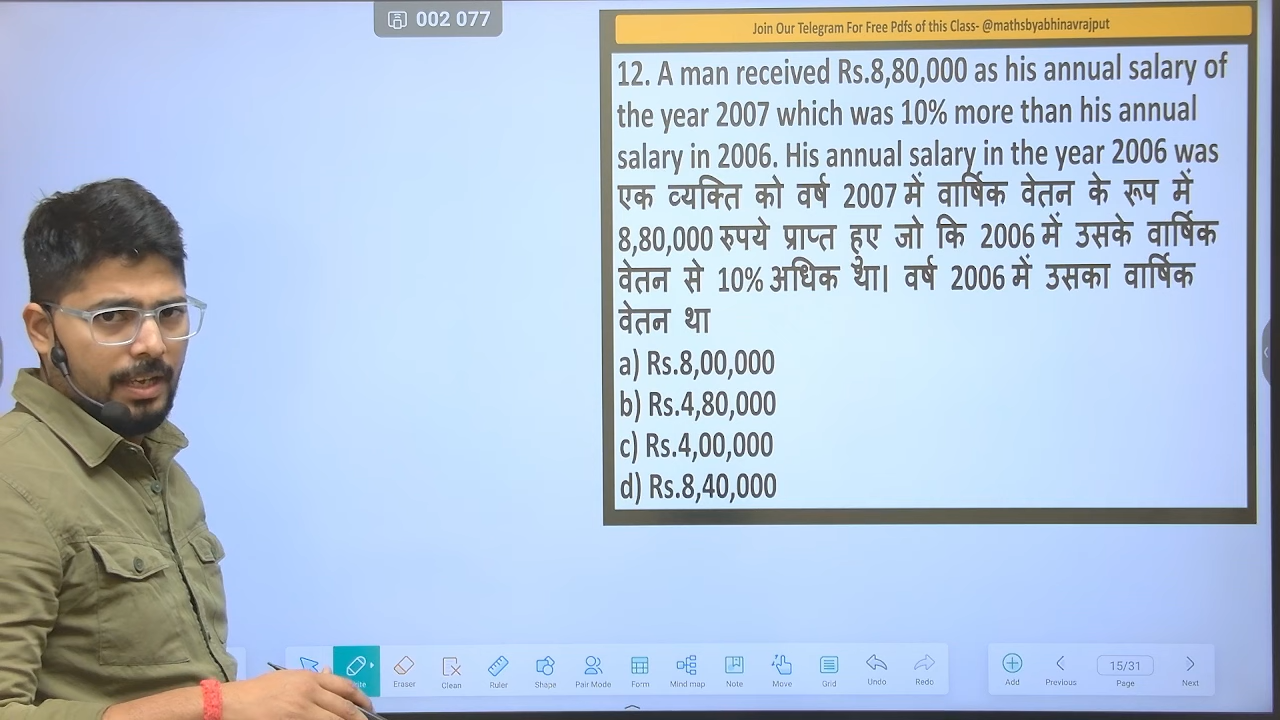 002 077
Join Our Telegram For Free Pdfs of this Class- @mathsbyabhinavrajput
12. A man received Rs.8,80,000 as his annual salary of
the year 2007 which was 10% more than his annual
salary in 2006. His annual salary in the year 2006 was
एक व्यक्ति को वर्ष 2007 में वार्षिक वेतन के रूप में
8,80,000 रुपये प्राप्त हुए जो कि 2006 में उसके वार्षिक
वेतन से 10% अधिक था| वर्ष 2006 में उसका वार्षिक
वेतन था
a) Rs.8,00,000
b) Rs.4,80,000
c) Rs.4,00,000
d) Rs.8,40,000
Eraser Clean Ruler Shape Pair Mode Form Mind map Note Move Grid Undo Redo Add Previous 15/31 Page Next